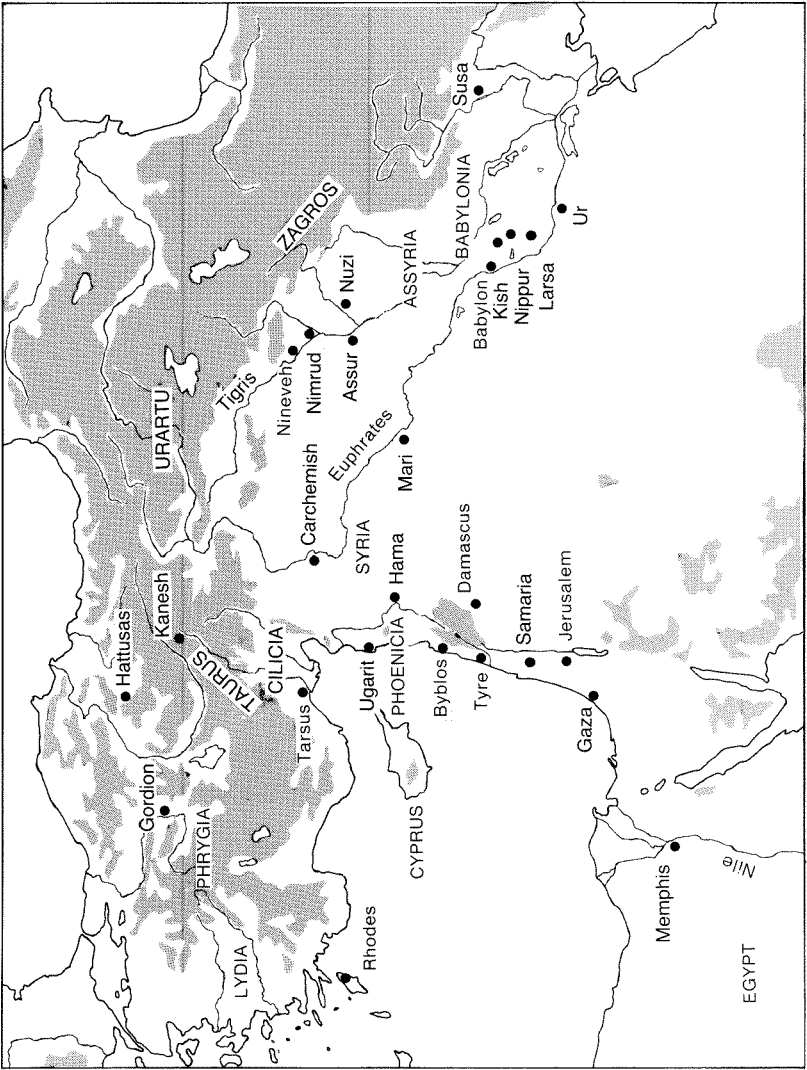 Hattusas
Gordion
PHRYGIA
LYDIA
Rhodes
Kanesh
TAURUS
CILICIA
Tarsus
URARTU
Tigris
ZAGROS
Nineveh
Nimrud
Nuzi
Assur
ASSYRIA
Carchemish
Euphrates
Mari
SYRIA
Ugarit
Hama
CYPRUS
PHOENICIA
Byblos
Damascus
Tyre
Samaria
Jerusalem
Gaza
BABYLONIA
Susa
Babylon
Kish
Nippur
Larsa
Ur
Memphis
Nile
EGYPT